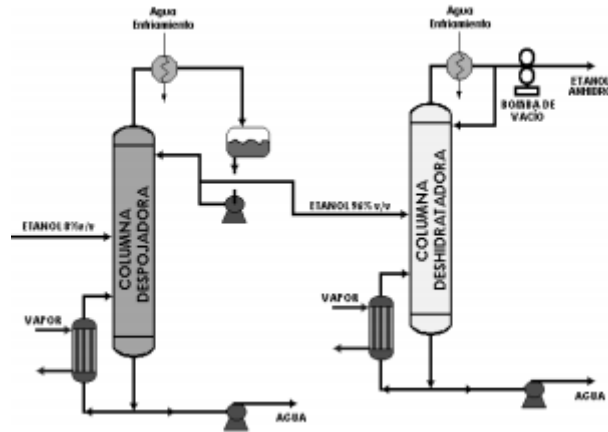 Agua
Enfriamiento
Agua
Enfriamiento
ETANOL
ANHIDRO
BOMBA DE
VACÍO
COLUMNA
DESPOJADORA
COLUMNA
DESHIDRATADORA
ETANOL 8% v/v
ETANOL 96% v/v
VAPOR
VAPOR
AGUA
AGUA